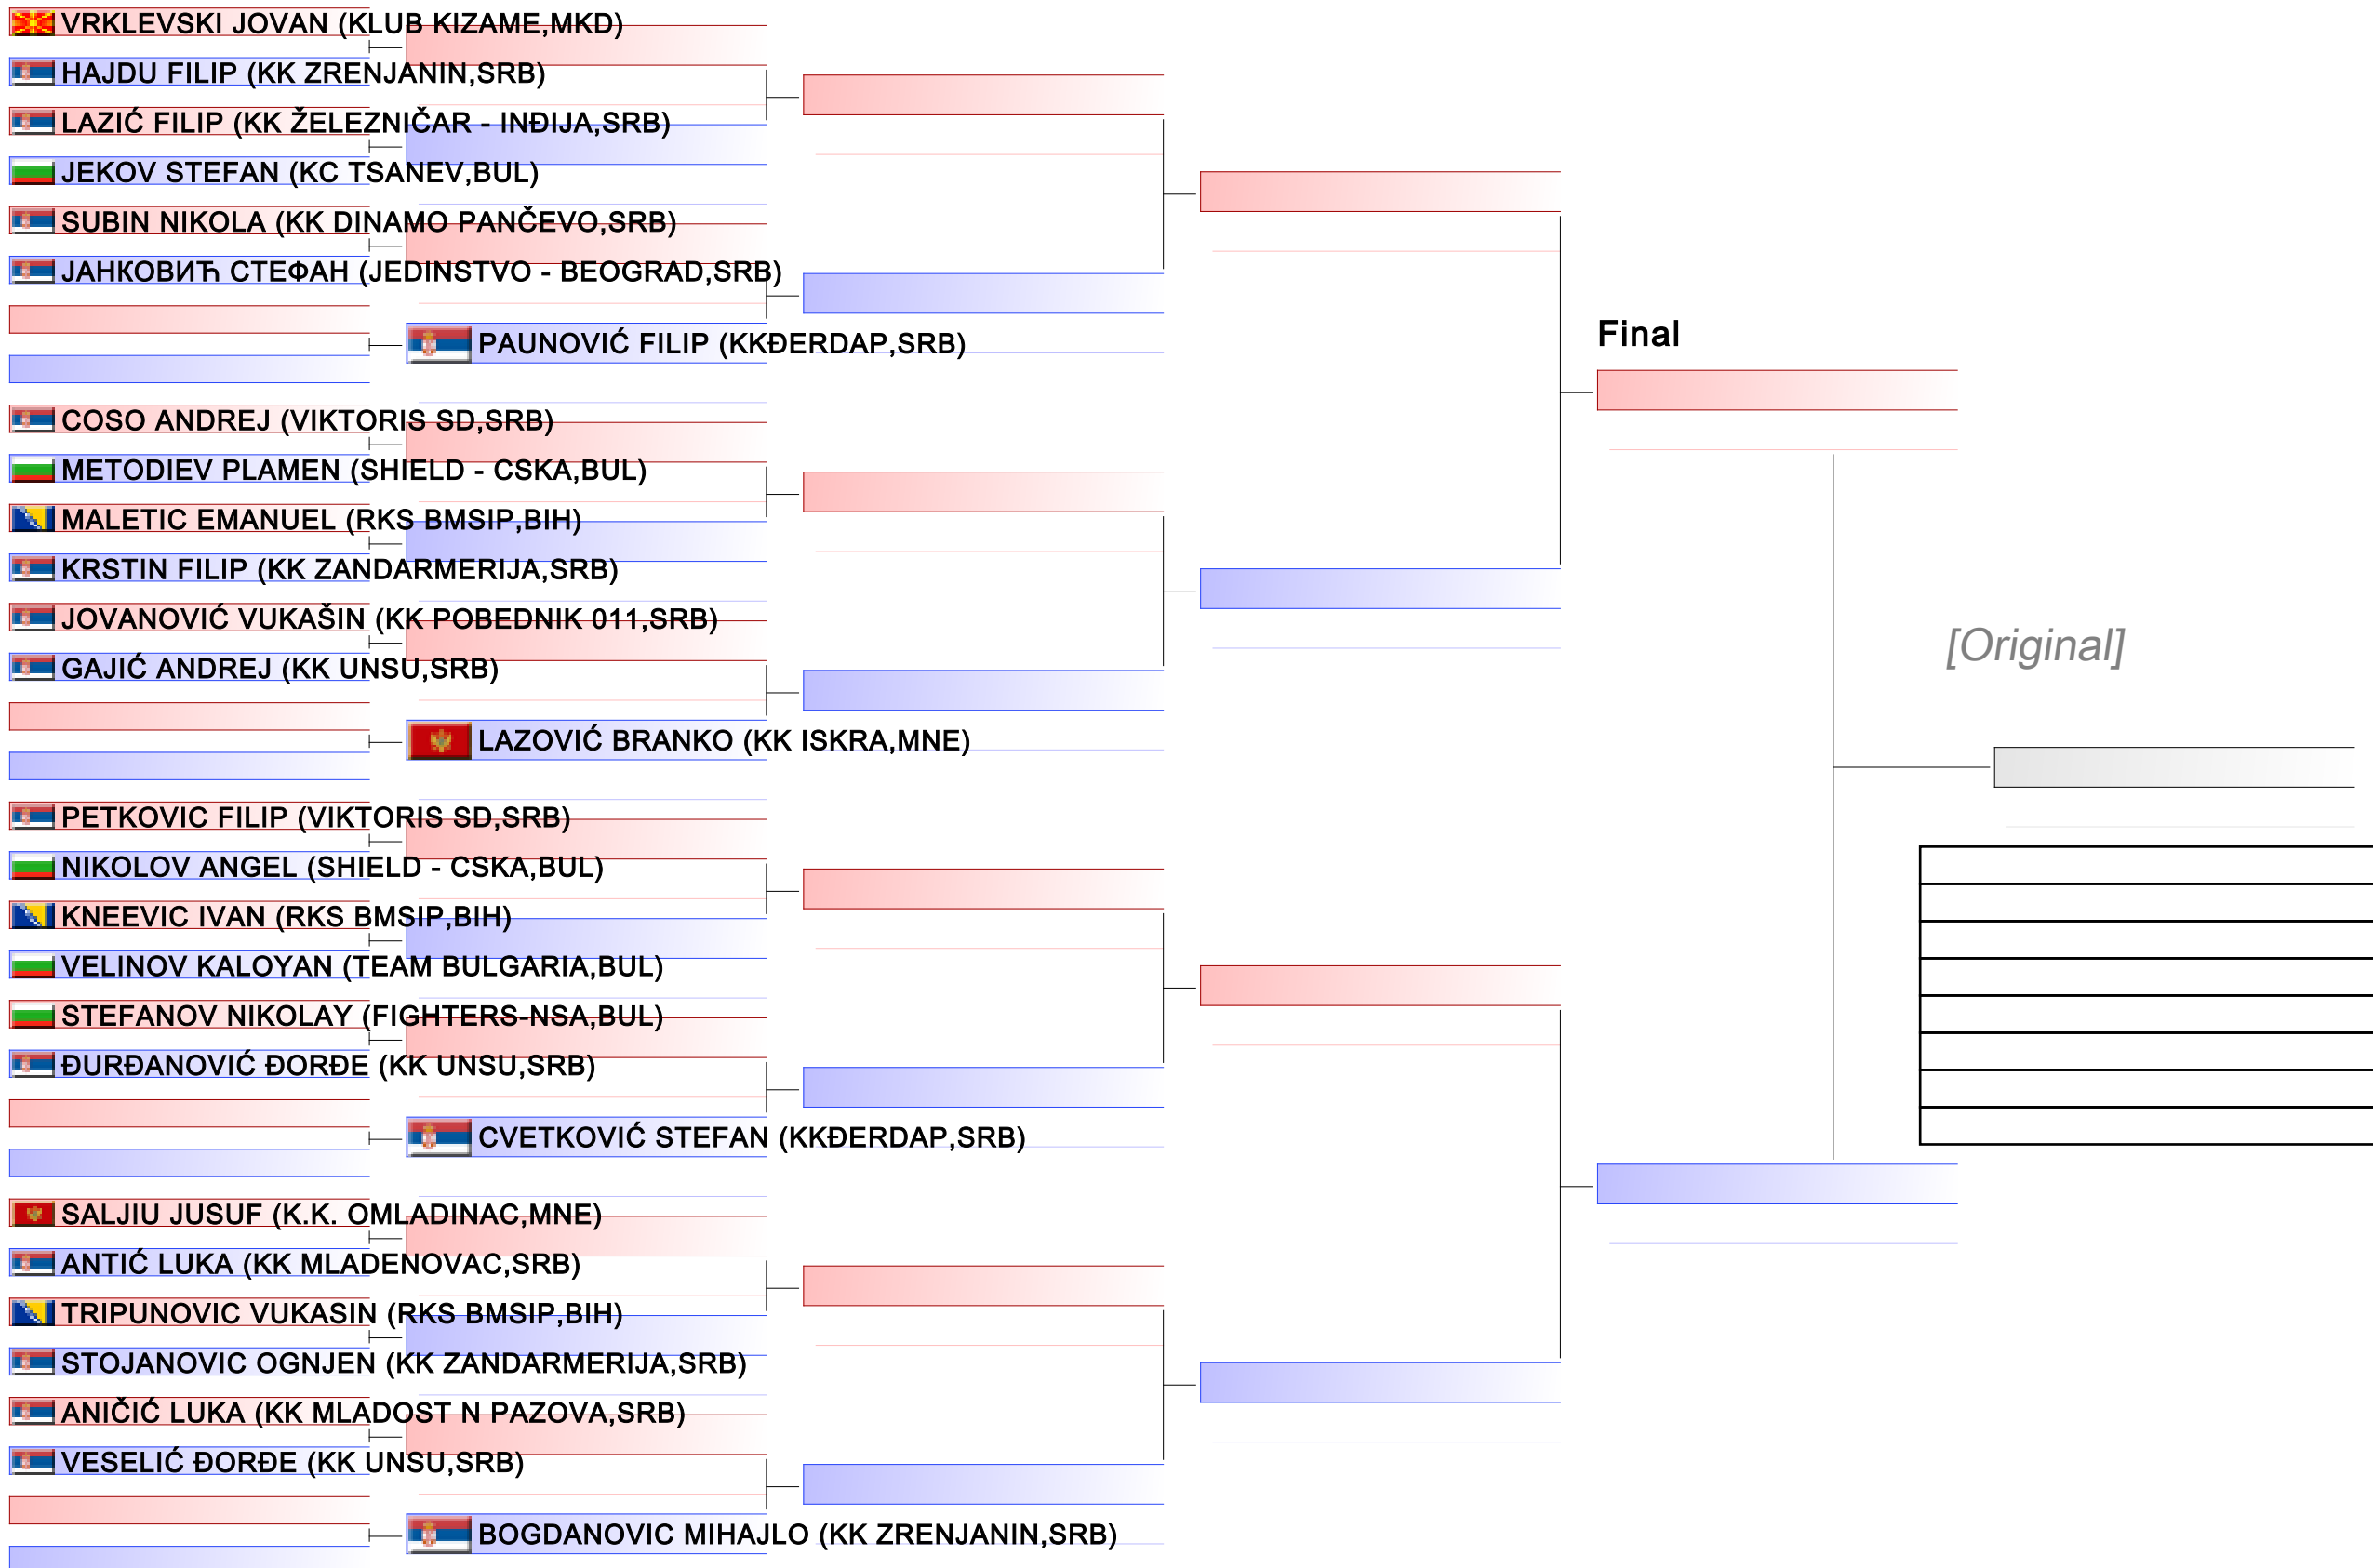 VRKLEVSKI JOVAN (KLUB KIZAME,MKD)
HAJDU FILIP (KK ZRENJANIN,SRB)
LAZIĆ FILIP (KK ŽELEZNIČAR - INĐIJA,SRB)
JEKOV STEFAN (KC TSANEV,BUL)
SUBIN NIKOLA (KK DINAMO PANČEVO,SRB)
ЈАНКОВИЋ СТЕФАН (JEDINSTVO - BEOGRAD,SRB)
PAUNOVIĆ FILIP (KKĐERDAP,SRB)
COSO ANDREJ (VIKTORIS SD,SRB)
METODIEV PLAMEN (SHIELD - CSKA,BUL)
MALETIC EMANUEL (RKS BMSIP,BIH)
KRSTIN FILIP (KK ZANDARMERIJA,SRB)
JOVANOVIĆ VUKAŠIN (KK POBEDNIK 011,SRB)
GAJIĆ ANDREJ (KK UNSU,SRB)
LAZOVIĆ BRANKO (KK ISKRA,MNE)
PETKOVIC FILIP (VIKTORIS SD,SRB)
NIKOLOV ANGEL (SHIELD - CSKA,BUL)
KNEEVIC IVAN (RKS BMSIP,BIH)
VELINOV KALOYAN (TEAM BULGARIA,BUL)
STEFANOV NIKOLAY (FIGHTERS-NSA,BUL)
ĐURĐANOVIĆ ĐORĐE (KK UNSU,SRB)
CVETKOVIĆ STEFAN (KKĐERDAP,SRB)
SALJIU JUSUF (K.K. OMLADINAC,MNE)
ANTIĆ LUKA (KK MLADENOVAC,SRB)
TRIPUNOVIC VUKASIN (RKS BMSIP,BIH)
STOJANOVIC OGNJEN (KK ZANDARMERIJA,SRB)
ANIČIĆ LUKA (KK MLADOST N PAZOVA,SRB)
VESELIĆ ĐORĐE (KK UNSU,SRB)
BOGDANOVIC MIHAJLO (KK ZRENJANIN,SRB)
Final
[Original]